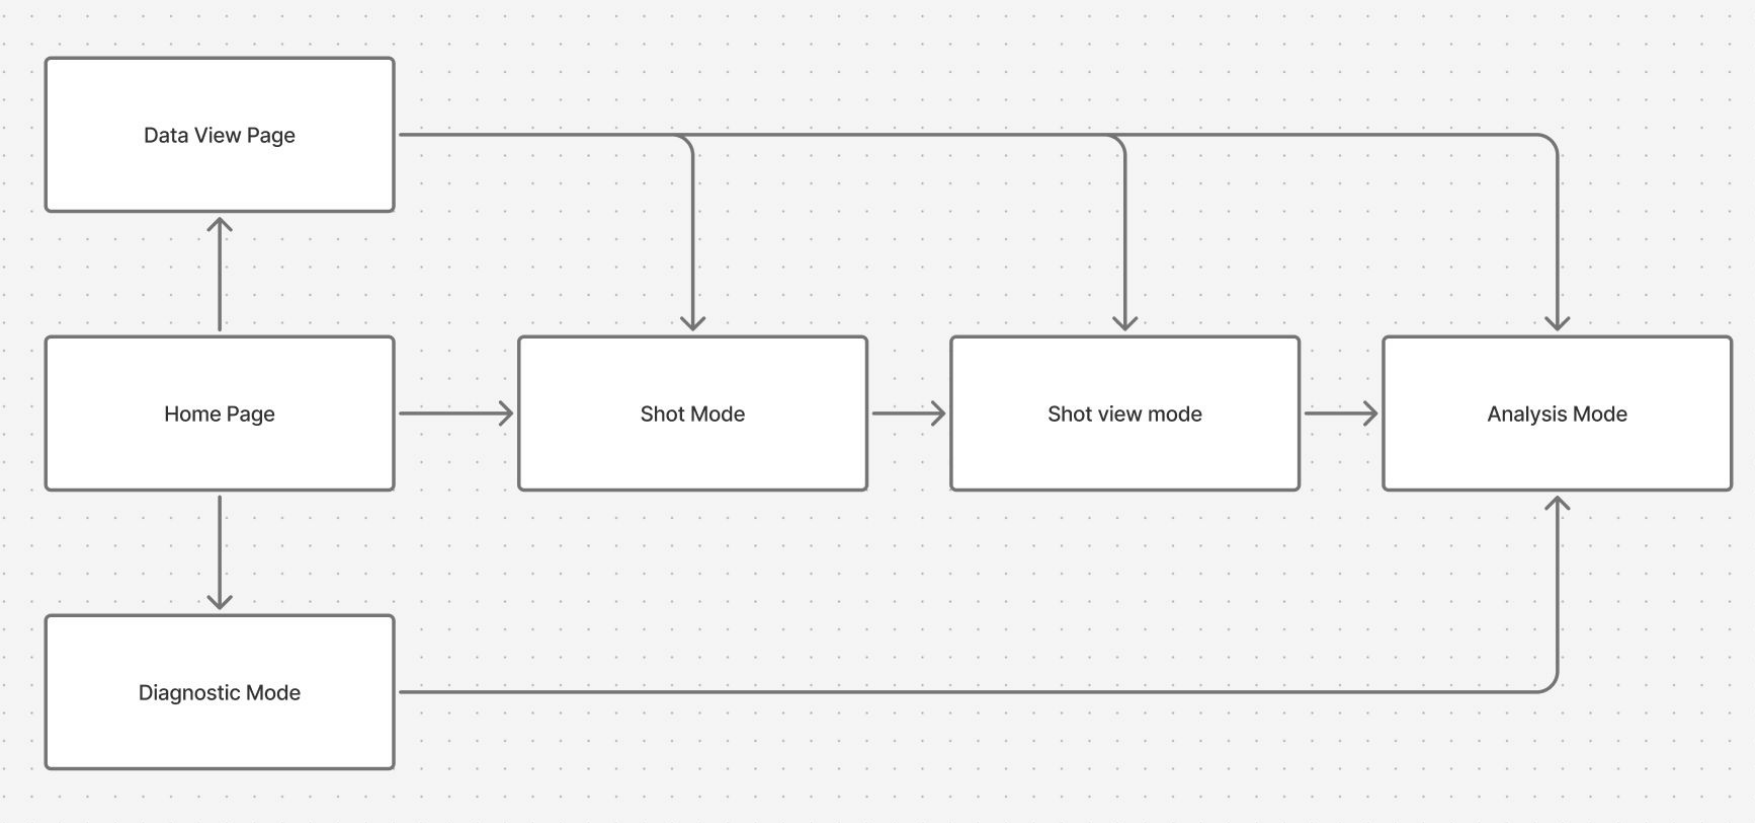 Data View Page
Home Page
Shot Mode
Shot view mode
Analysis Mode
Diagnostic Mode